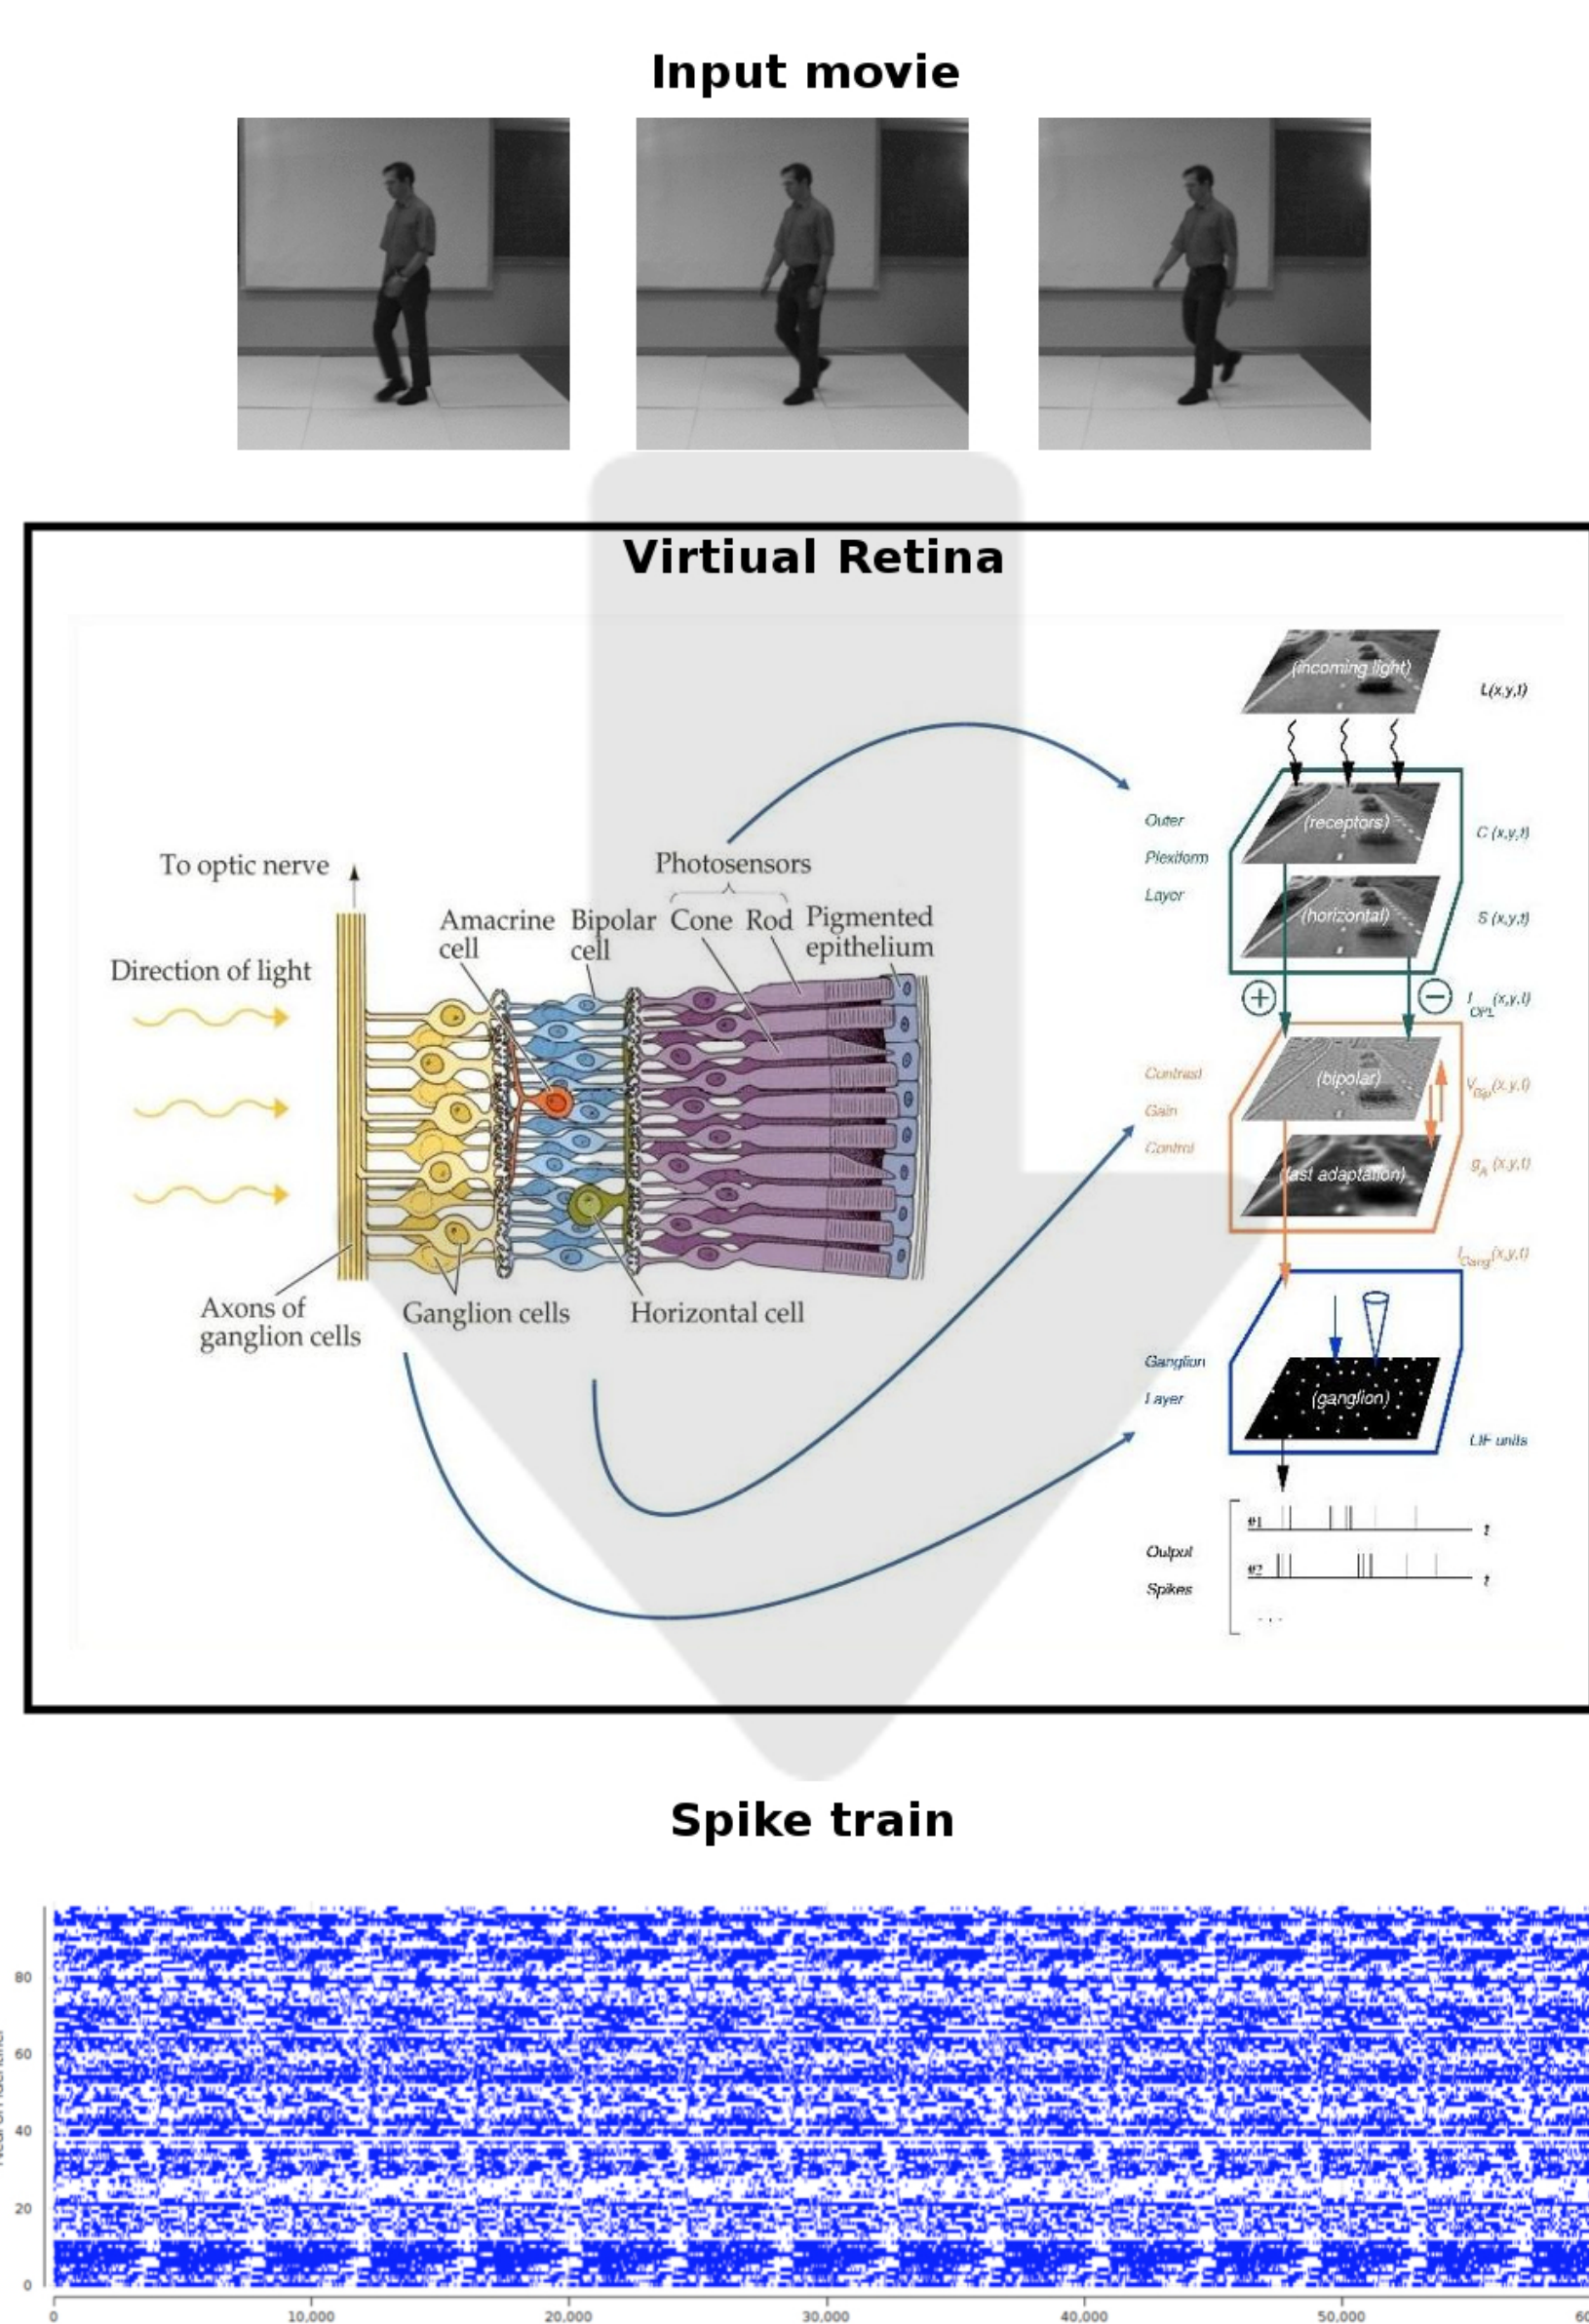 Input movie
Virtiual Retina
(incoming light)
L(x,y,t)
Outer
Plexiform
Layer
(receptors)
C (x,y,t)
(horizontal)
S (x,y,t)
To optic nerve
Photosensors
Amacrine
cell
Bipolar
cell
Cone Rod
Pigmented
epithelium
Direction of light
+
−
I OPL (x,y,t)
Contrast
Gain
Control
(bipolar)
V Bip (x,y,t)
(fast adaptation)
g A (x,y,t)
Axons of
ganglion cells
Ganglion cells
Horizontal cell
I Gang (x,y,t)
Ganglion
Layer
(ganglion)
LIF units
Output
Spikes
#1
t
#2
t
...
Spike train
80
60
40
20
0
0
10,000
20,000
30,000
40,000
50,000